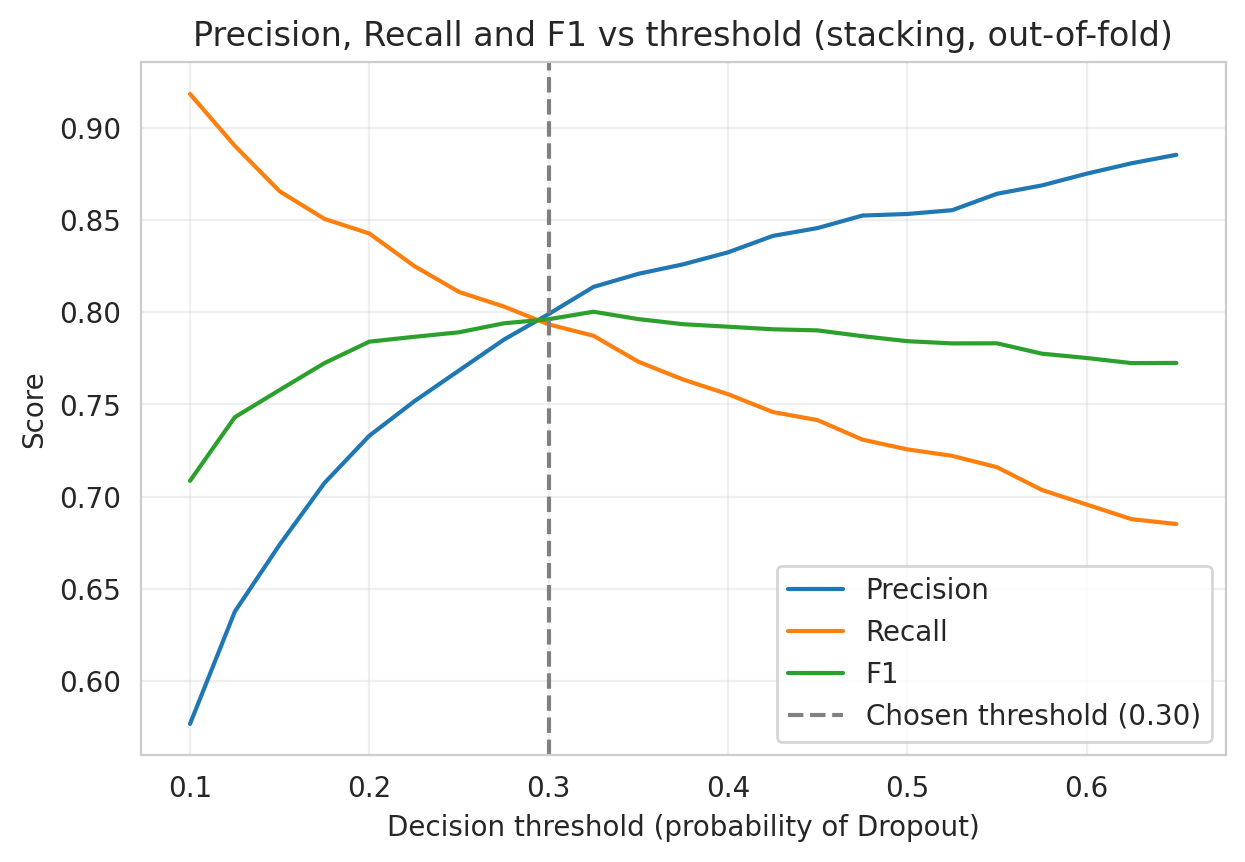 Precision, Recall and F1 vs threshold (stacking, out-of-fold)
Score
0.90
0.85
0.80
0.75
0.70
0.65
0.60
Precision
Recall
F1
Chosen threshold (0.30)
0.1 0.2 0.3 0.4 0.5 0.6
Decision threshold (probability of Dropout)